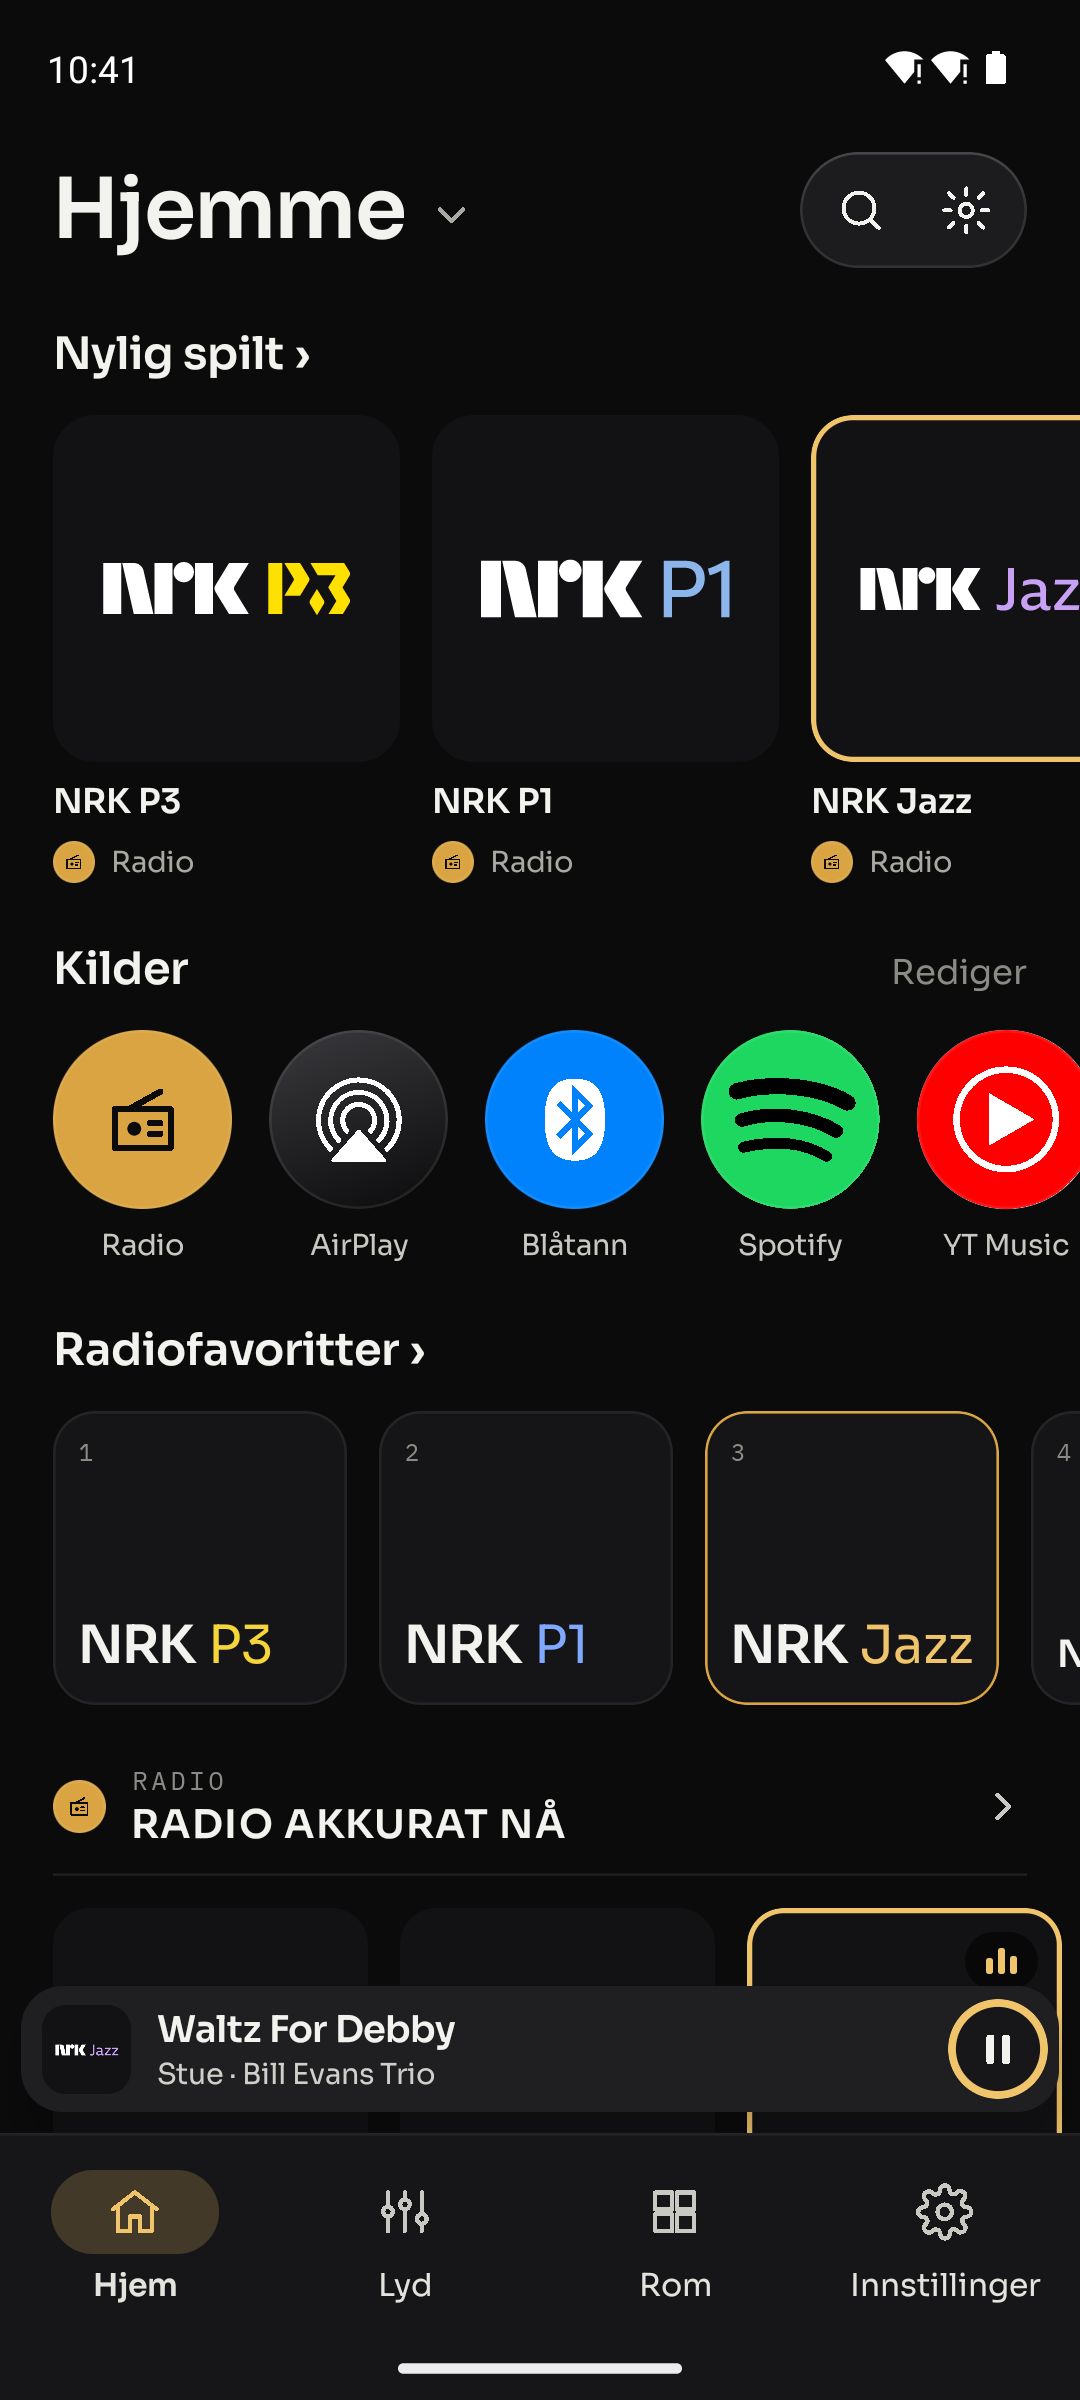 10:41
Hjemme
Nylig spilt ›
NRK P3
NRK P1
NRK Jaz
NRK P3
NRK P1
NRK Jazz
Radio
Radio
Radio
Kilder
Rediger
Radio
AirPlay
Blåtann
Spotify
YT Music
Radiofavoritter ›
1
2
3
4
NRK P3
NRK P1
NRK Jazz
RADIO
RADIO AKKURAT NÅ
NRK Jazz
Waltz For Debby
Stue · Bill Evans Trio
Hjem
Lyd
Rom
Innstillinger